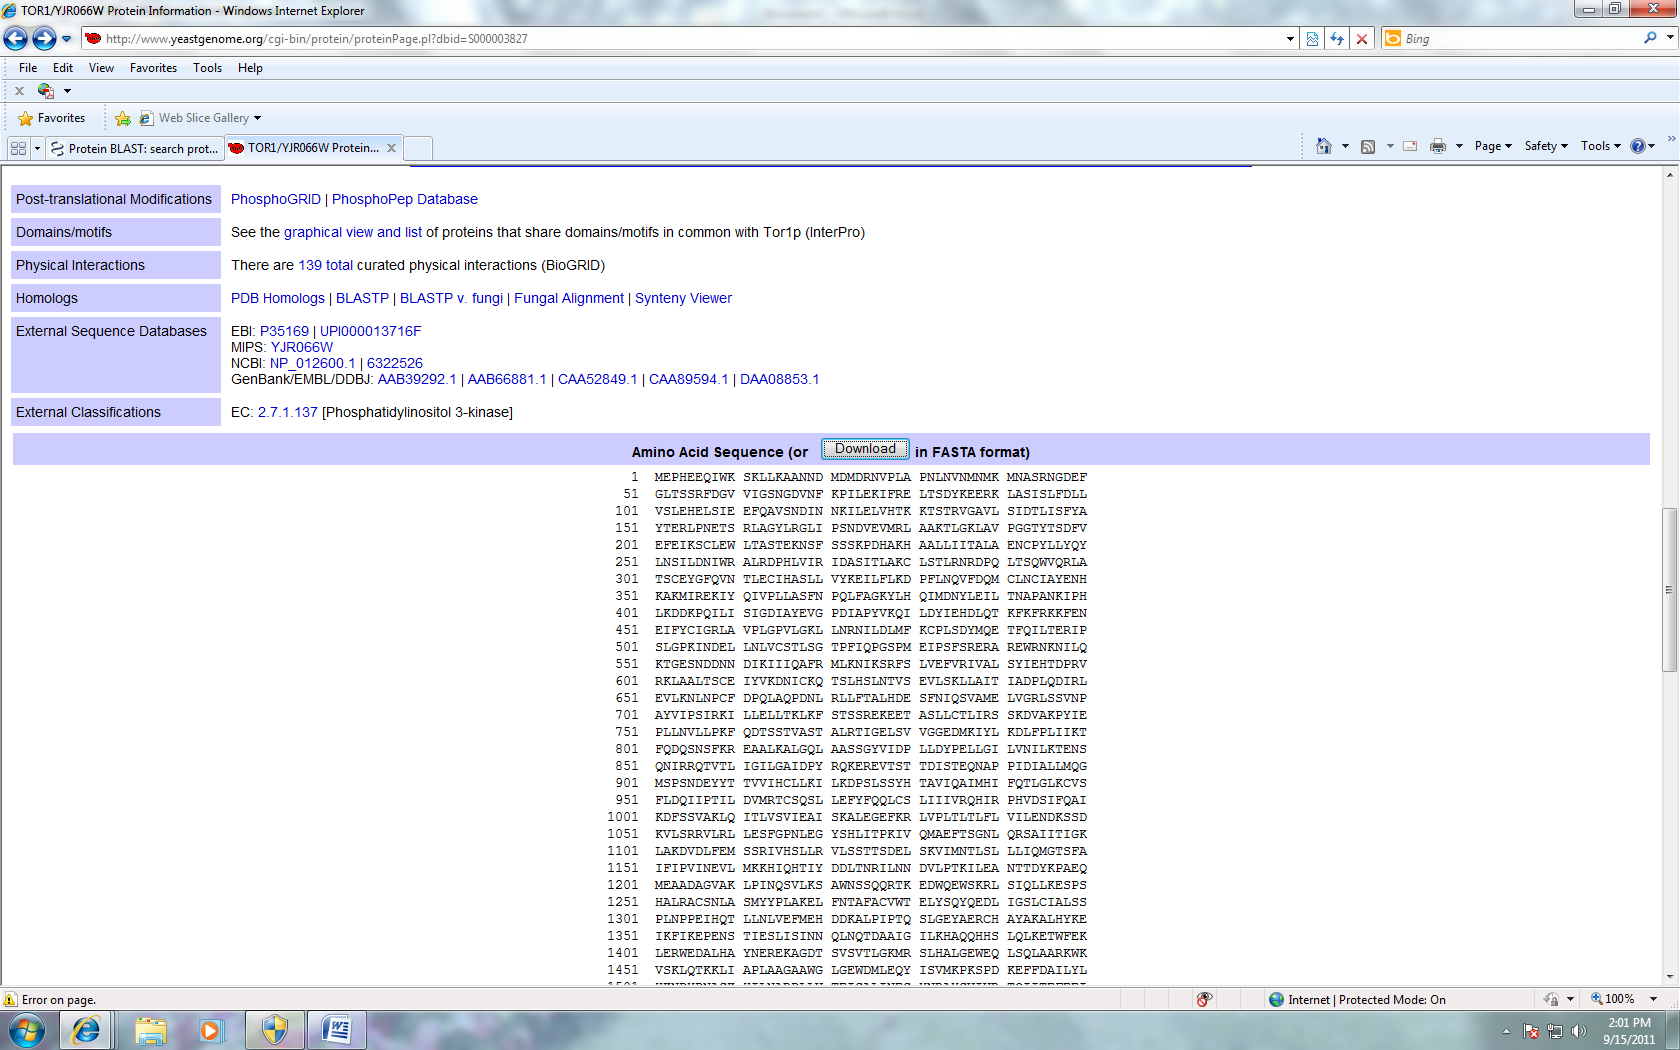 TOR1/YJR066W Protein Information - Windows Internet Explorer
http://www.yeastgenome.org/cgi-bin/protein/proteinPage.pl?dbid=S000003827
Bing
File Edit View Favorites Tools Help
Favorites Web Slice Gallery
Protein BLAST: search prot... TOR1/YJR066W Protein... Page Safety Tools
Post-translational Modifications PhosphoGRID | PhosphoPep Database
Domains/motifs See the graphical view and list of proteins that share domains/motifs in common with Tor1p (InterPro)
Physical Interactions There are 139 total curated physical interactions (BioGRID)
Homologs PDB Homologs | BLASTP | BLASTP v. fungi | Fungal Alignment | Synteny Viewer
External Sequence Databases EBI: P35169 | UPI000013716F
MIPS: YJR066W
NCBI: NP_012600.1 | 6322526
GenBank/EMBL/DDBJ: AAB39292.1 | AAB66881.1 | CAA52849.1 | CAA89594.1 | DAA08853.1
External Classifications EC: 2.7.1.137 [Phosphatidylinositol 3-kinase]
Amino Acid Sequence (or Download in FASTA format)
1 MEPHEEQIWK SKLLKAANND MDMDRNVPLA PNLNVNMNMK MNASRNGDEF
51 GLTSSRFDGV VIGSNGDVNF KPILEKIFRE LTSDYKEERK LASISLFDLL
101 VSLEHELSIE EFQAVSNDIN NKILELVHTK KTSTRVGAVL SIDTLISFYA
151 YTERLPNETS RLAGYLRGLI PSNDVEVMRL AAKTLGKLAV PGGTYTSDFV
201 EFEIKSCLEW LTASTEKNSF SSSKPDHAKH AALLIITALA ENCPYLLYQY
251 LNSILDNIWR ALRDPHLVIR IDASITLAKC LSTLRNRDPQ LTSQWVQRLA
301 TSCEYGFQVN TLECIHASLL VYKEILFLKD PFLNQVFDQM CLNCIAYENH
351 KAKMIREKIY QIVPLLASFN PQLFAGKYLH QIMDNYLEIL TNAPANKIPH
401 LKDDKPQILI SIGDIAYEVG PDIAPYVKQI LDYIEHDLQT KFKFRKKFEN
451 EIFYCIGRLA VPLGPVLGKL LNRNILDLMF KCPLSDYMQE TFQILTERIP
501 SLGPKINDEL LNLVCSTLSG TPFIQPGSPM EIPSFSRERA REWRNKNILQ
551 KTGESNDDNN DIKIIIQAFR MLKNIKSRFS LVEFVRIVAL SYIEHTDPRV
601 RKLAALTSCE IYVKDNICKQ TSLHSLNTVS EVLSKLLAIT IADPLQDIRL
651 EVLKNLNPCF DPQLAQPDNL RLLFTALHDE SFNIQSVAME LVGRLSSVNP
701 AYVIPSIRKI LLELLTKLKF STSSREKEET ASLLCTLIRS SKDVAKPYIE
751 PLLNVLLPKF QDTSSTVAST ALRTIGELSV VGGEDMKIYL KDLFPLIIKT
801 FQDQSNSFKR EAALKALGQL AASSGYVIDP LLDYPELLGI LVNILKTENS
851 QNIRRQTVTL IGILGAIDPY RQKEREVTST TDISTEQNAP PIDIALLMQG
901 MSPSNDEYYT TVVIHCLLKI LKDPSLSSYH TAVIQAIMHI FQTLGLKCVS
951 FLDQIIPTIL DVMRTCSQSL LEFYFQQLCS LIIIVRQHIR PHVDSIFQAI
1001 KDFSSVAKLQ ITLVSVIEAI SKALEGEFKR LVPLTLTLFL VILENDKSSD
1051 KVLSRRVLRL LESFGPNLEG YSHLITPKIV QMAEFTSGNL QRSAIITIGK
1101 LAKDVDLFEM SSRIVHSLLR VLSSTTSDEL SKVIMNTLSL LLIQMGTSFA
1151 IFIPVINEVL MKKHIQHTIY DDLTNRILNN DVLPTKILEA NTTDYKPAEQ
1201 MEAADAGVAK LPINQSVLKS AWNSSQQRTK EDWQEWSKRL SIQLLKESPS
1251 HALRACSNLA SMYYPLAKEL FNTAFACVWT ELYSQYQEDL IGSLCIALSS
1301 PLNPPEIHQT LLNLVEFMEH DDKALPIPTQ SLGEYAERCH AYAKALHYKE
1351 IKFIKEPENS TIESLISINN QLNQTDAAIG ILKHAQQHHS LQLKETWFEK
1401 LERWEDALHA YNEREKAGDT SVSVTLGKMR SLHALGEWEQ LSQLAARKWK
1451 VSKLQTKKLI APLAAGAAWG LGEWDMLEQY ISVMKPKSPD KEFFDAILYL
Error on page. Internet | Protected Mode: On 100%
2:01 PM
9/15/2011